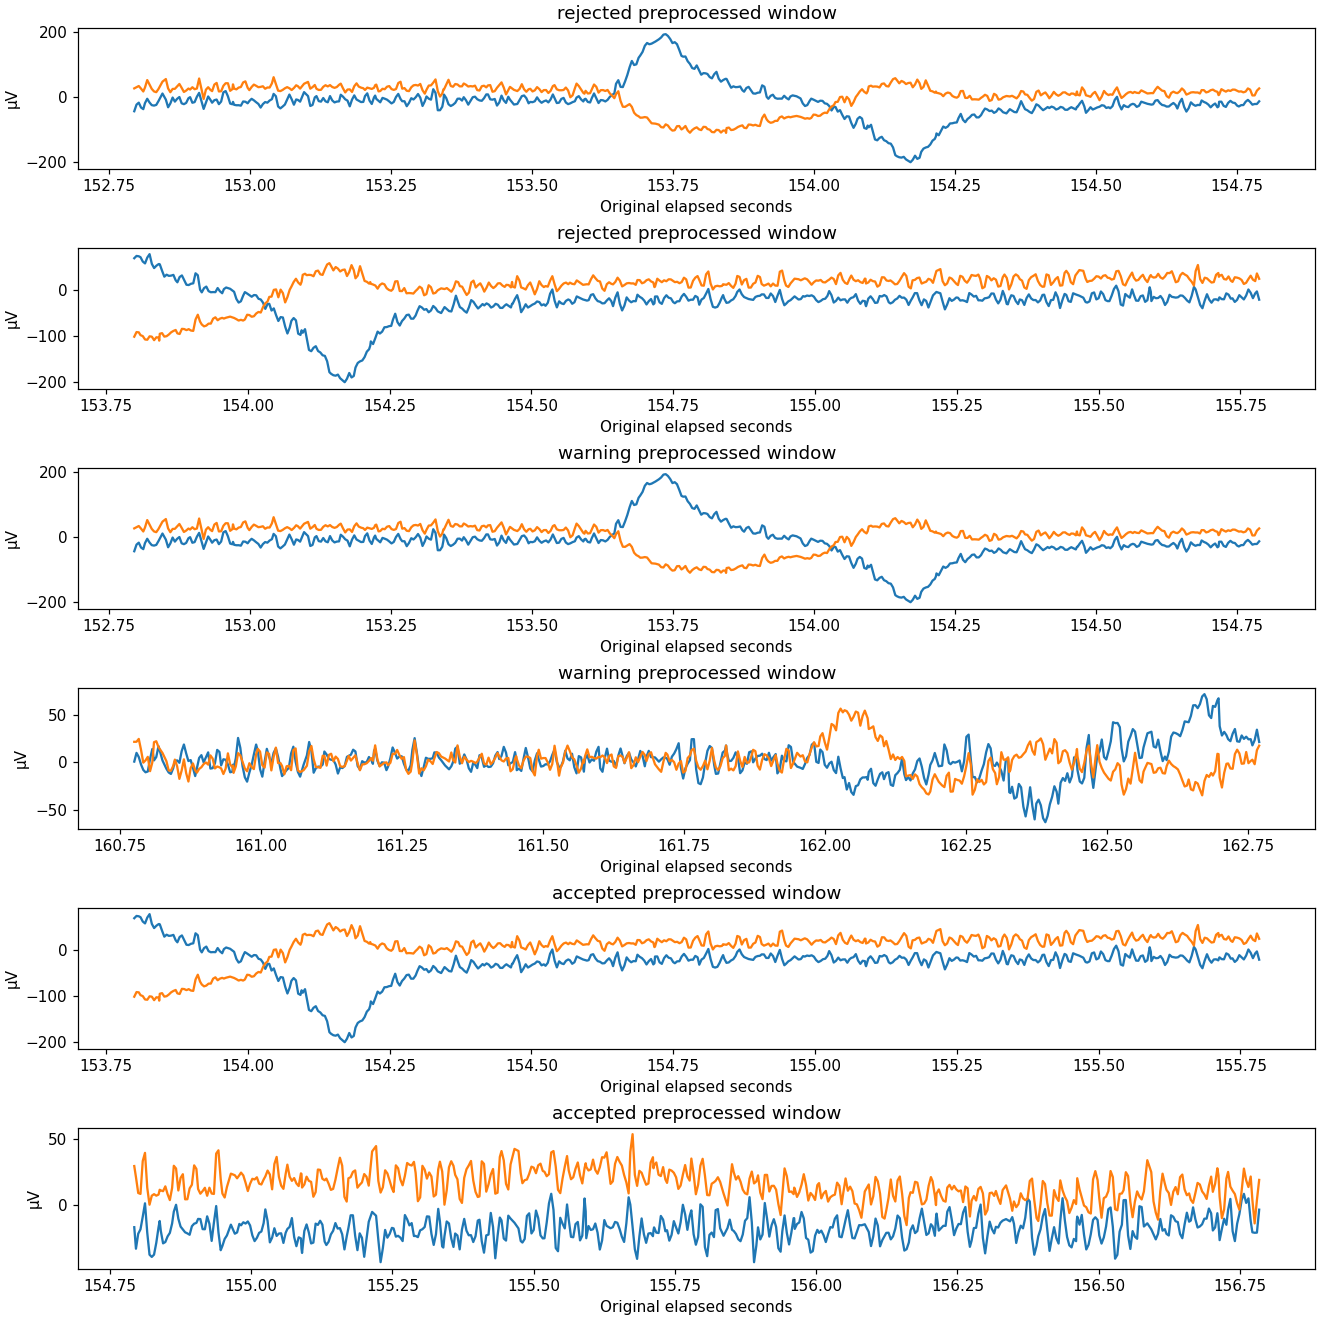 rejected preprocessed window
200
0
−200
µV
152.75 153.00 153.25 153.50 153.75 154.00 154.25 154.50 154.75
Original elapsed seconds
rejected preprocessed window
0
−100
−200
µV
153.75 154.00 154.25 154.50 154.75 155.00 155.25 155.50 155.75
Original elapsed seconds
warning preprocessed window
200
0
−200
µV
152.75 153.00 153.25 153.50 153.75 154.00 154.25 154.50 154.75
Original elapsed seconds
warning preprocessed window
50
0
−50
µV
160.75 161.00 161.25 161.50 161.75 162.00 162.25 162.50 162.75
Original elapsed seconds
accepted preprocessed window
0
−100
−200
µV
153.75 154.00 154.25 154.50 154.75 155.00 155.25 155.50 155.75
Original elapsed seconds
accepted preprocessed window
50
0
µV
154.75 155.00 155.25 155.50 155.75 156.00 156.25 156.50 156.75
Original elapsed seconds